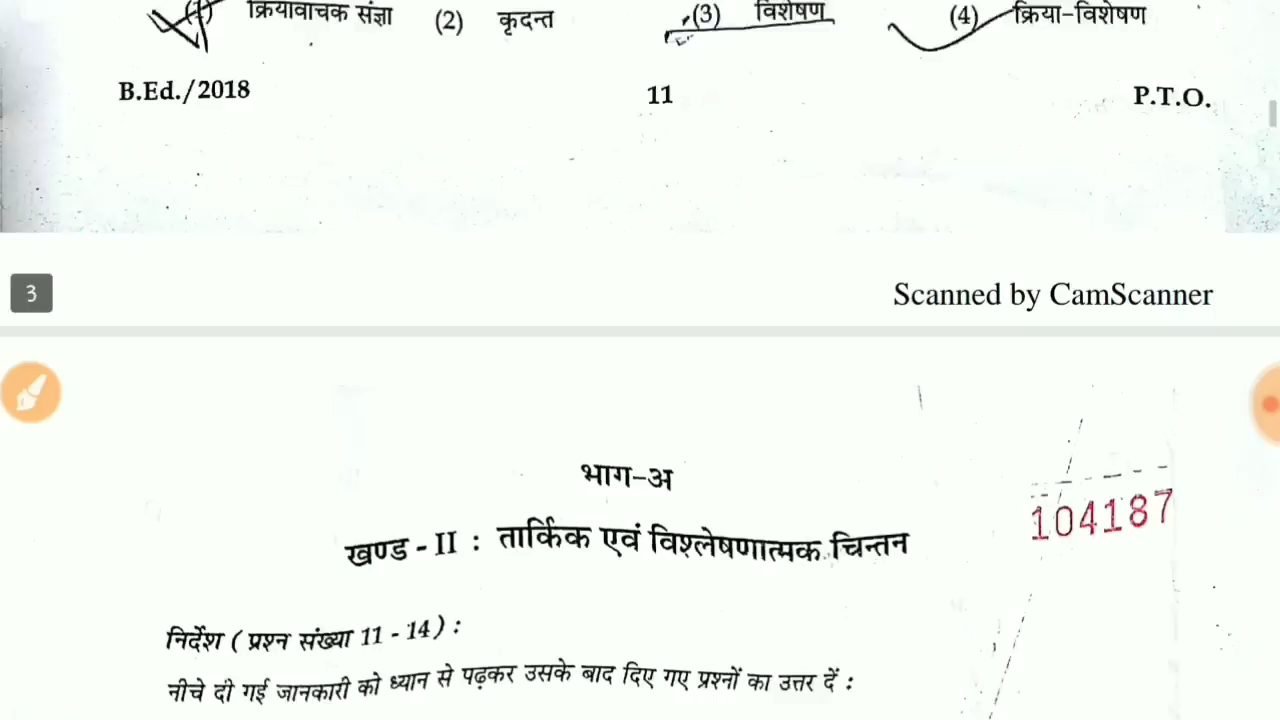 (1) क्रियावाचक संज्ञा (2) कृदन्त (3) विशेषण (4) क्रिया-विशेषण
B.Ed./2018 11 P.T.O.
3 Scanned by CamScanner
भाग-अ
104187
खण्ड - II : तार्किक एवं विश्लेषणात्मक चिन्तन
निर्देश ( प्रश्न संख्या 11 - 14 ) :
नीचे दी गई जानकारी को ध्यान से पढ़कर उसके बाद दिए गए प्रश्नों का उत्तर दें :